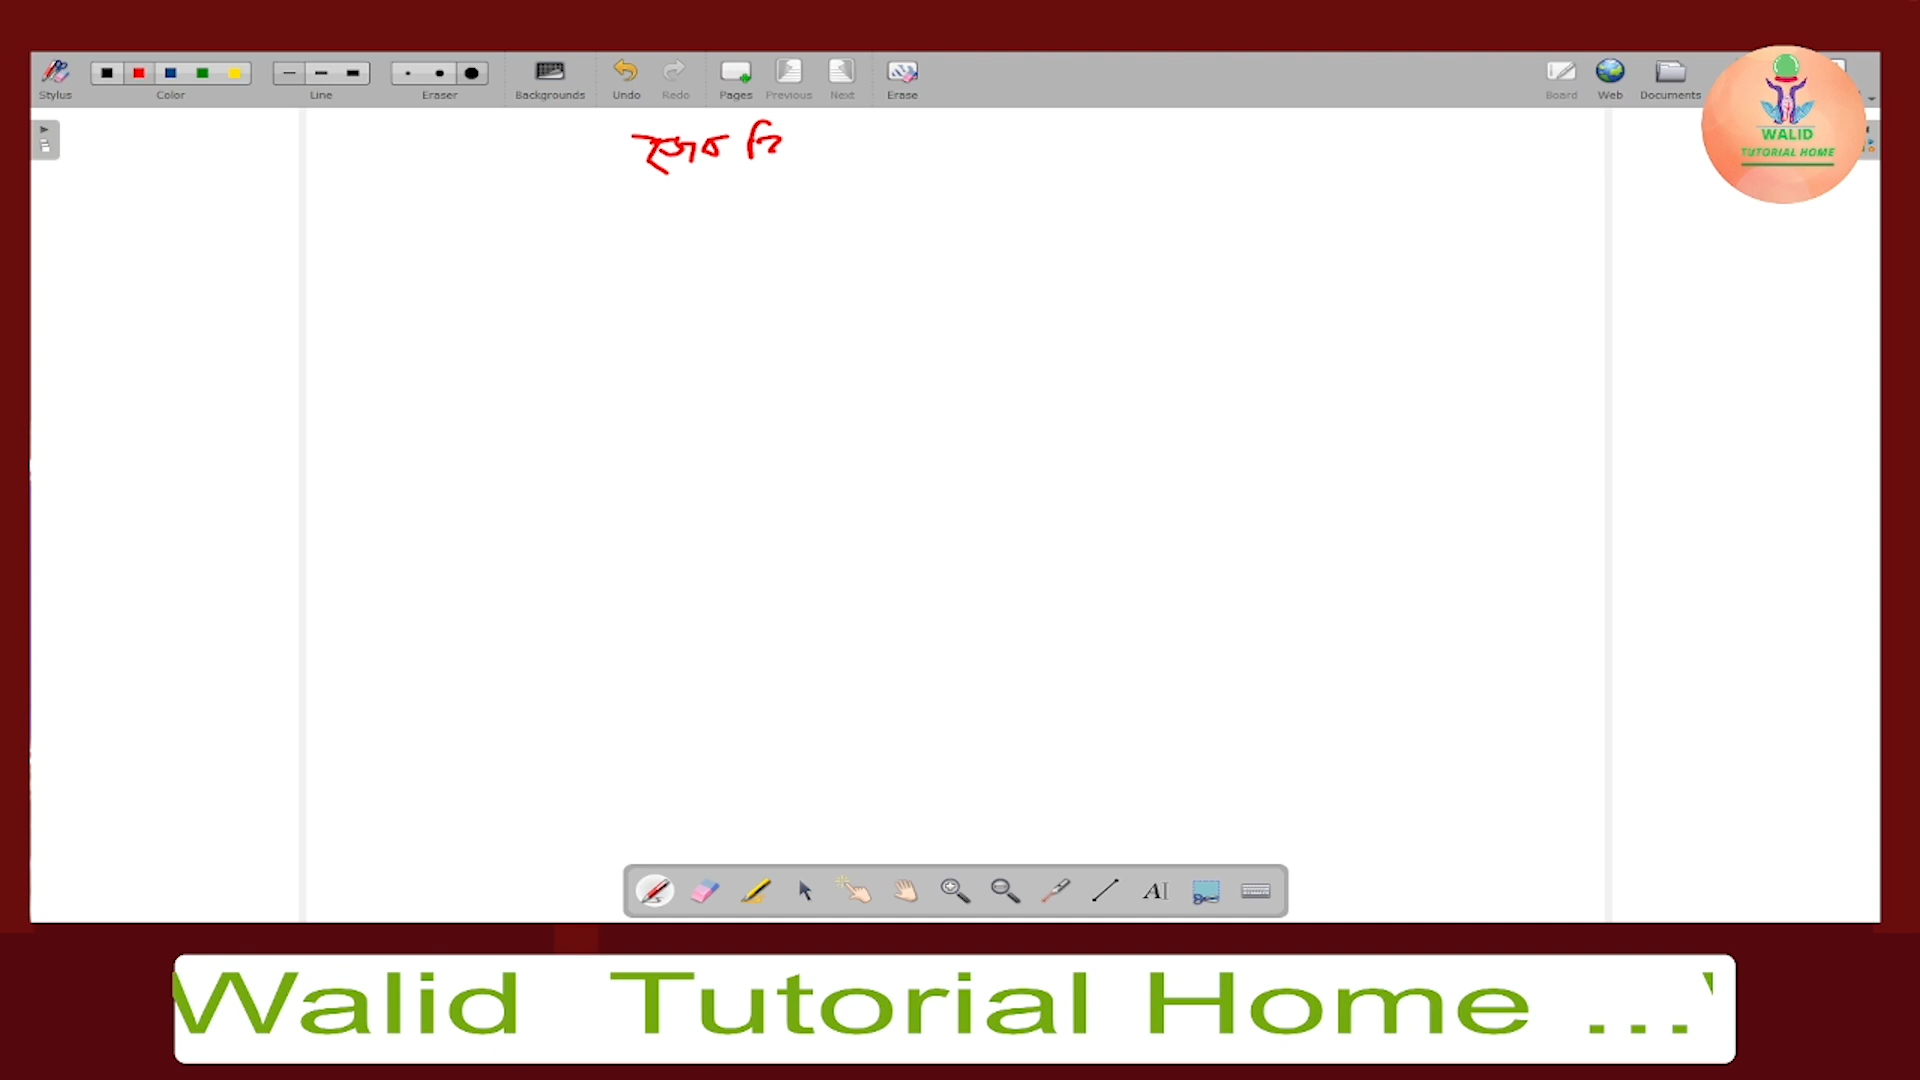 Stylus Color Line Eraser Backgrounds Undo Redo Pages Previous Next Erase Board Web Documents
WALID
TUTORIAL HOME
AI
Walid Tutorial Home ...